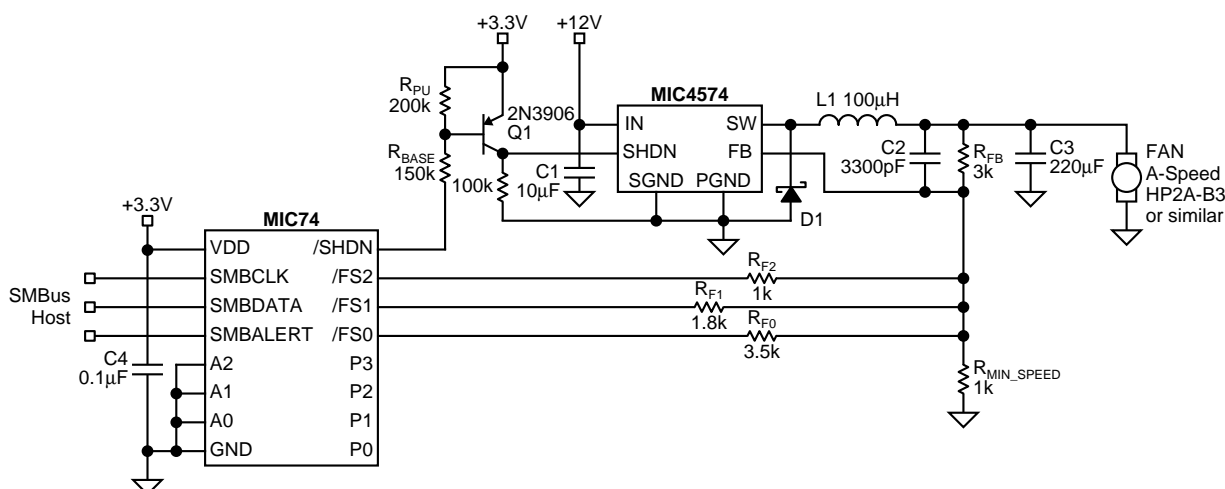 +3.3V
+12V
RPU
200k
2N3906
Q1
RBASE
150k
100k
C1
10µF
MIC4574
IN
SHDN
SGND
PGND
SW
FB
L1 100µH
D1
C2
3300pF
RFB
3k
C3
220µF
FAN
A-Speed
HP2A-B3
or similar
+3.3V
MIC74
VDD
SMBCLK
SMBDATA
SMBALERT
A2
A1
A0
GND
/SHDN
/FS2
/FS1
/FS0
P3
P2
P1
P0
SMBus
Host
C4
0.1µF
RF2
1k
RF1
1.8k
RF0
3.5k
RMIN_SPEED
1k